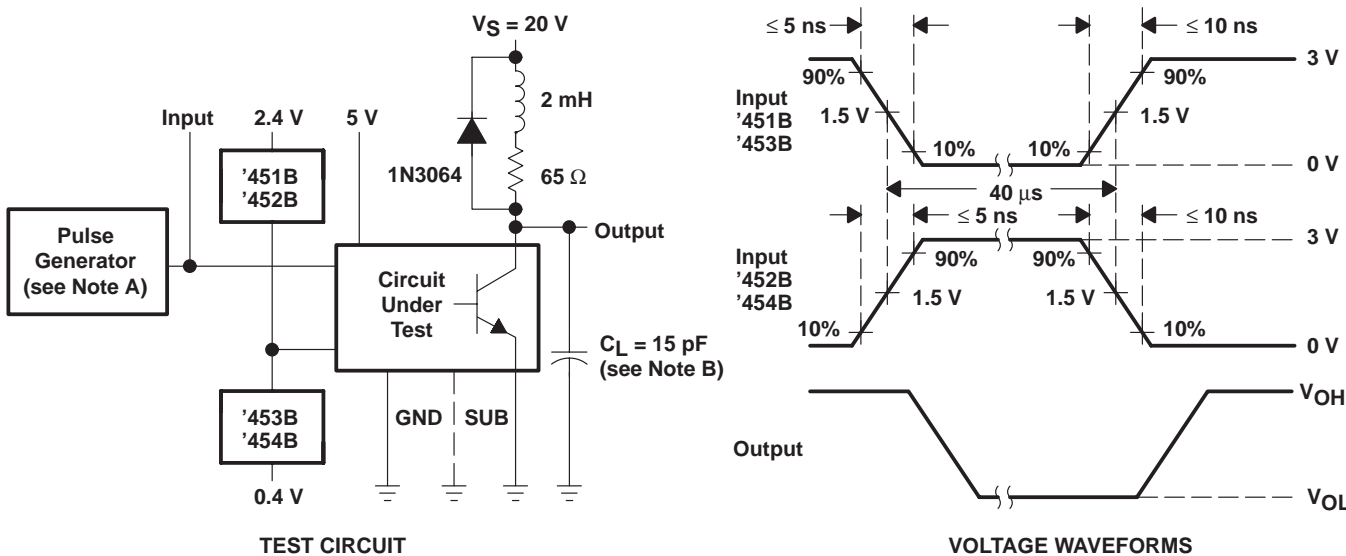 VS = 20 V
2 mH
1N3064
65 Ω
Input
2.4 V
5 V
'451B
'452B
Pulse
Generator
(see Note A)
Circuit
Under
Test
Output
CL = 15 pF
(see Note B)
'453B
'454B
GND
SUB
0.4 V
TEST CIRCUIT
≤ 5 ns
≤ 10 ns
3 V
90%
90%
Input
'451B
'453B
1.5 V
1.5 V
10%
10%
0 V
40 μs
≤ 5 ns
≤ 10 ns
3 V
Input
'452B
'454B
90%
90%
1.5 V
1.5 V
10%
10%
0 V
VOH
Output
VOL
VOLTAGE WAVEFORMS